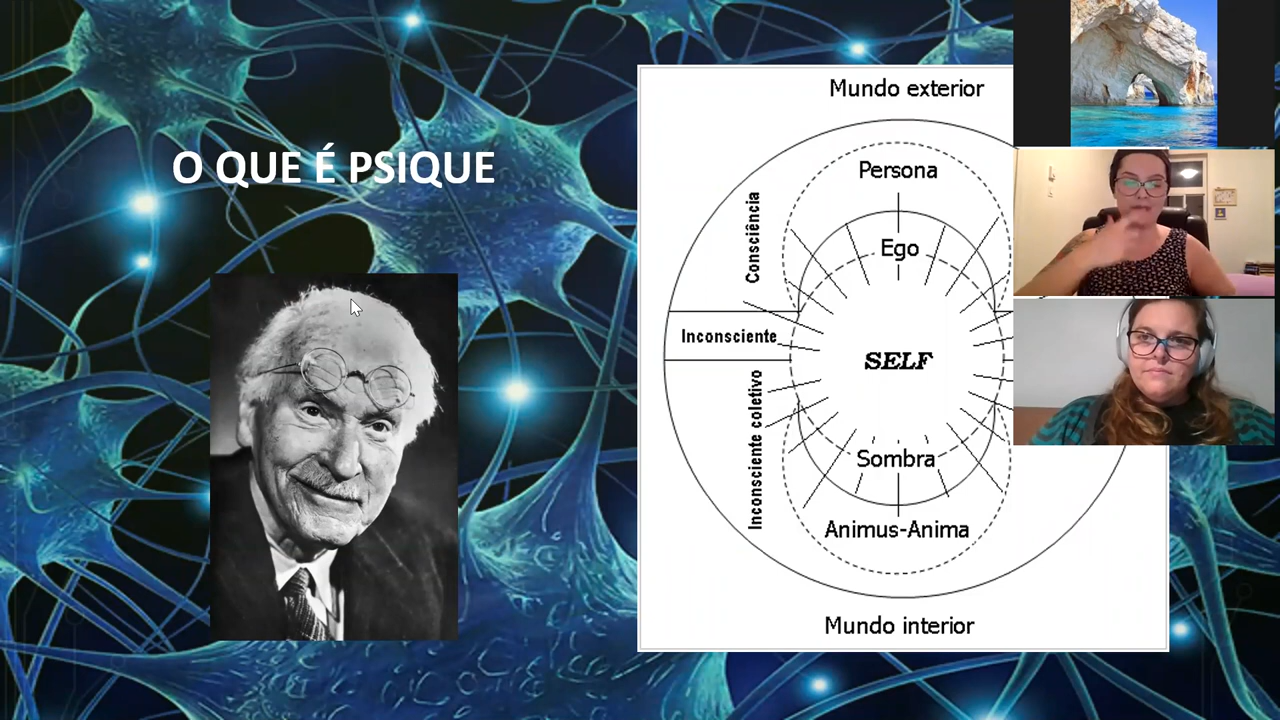 O QUE É PSIQUE
Mundo exterior
Persona
Consciência
Ego
Inconsciente
SELF
Inconsciente coletivo
Sombra
Animus-Anima
Mundo interior